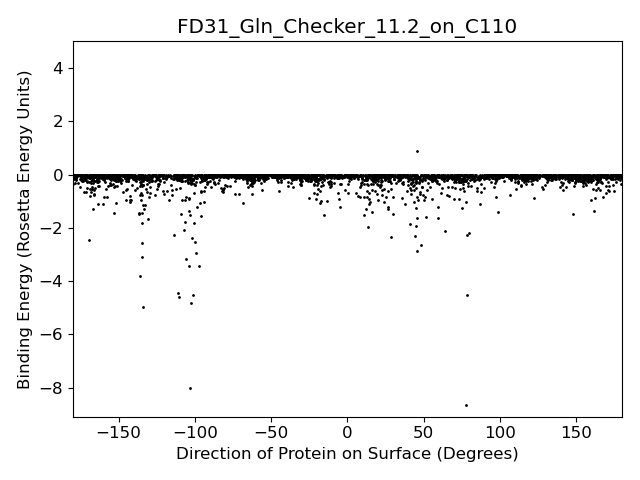 FD31_Gln_Checker_11.2_on_C110
Binding Energy (Rosetta Energy Units)
4
2
0
−2
−4
−6
−8
−150 −100 −50 0 50 100 150
Direction of Protein on Surface (Degrees)